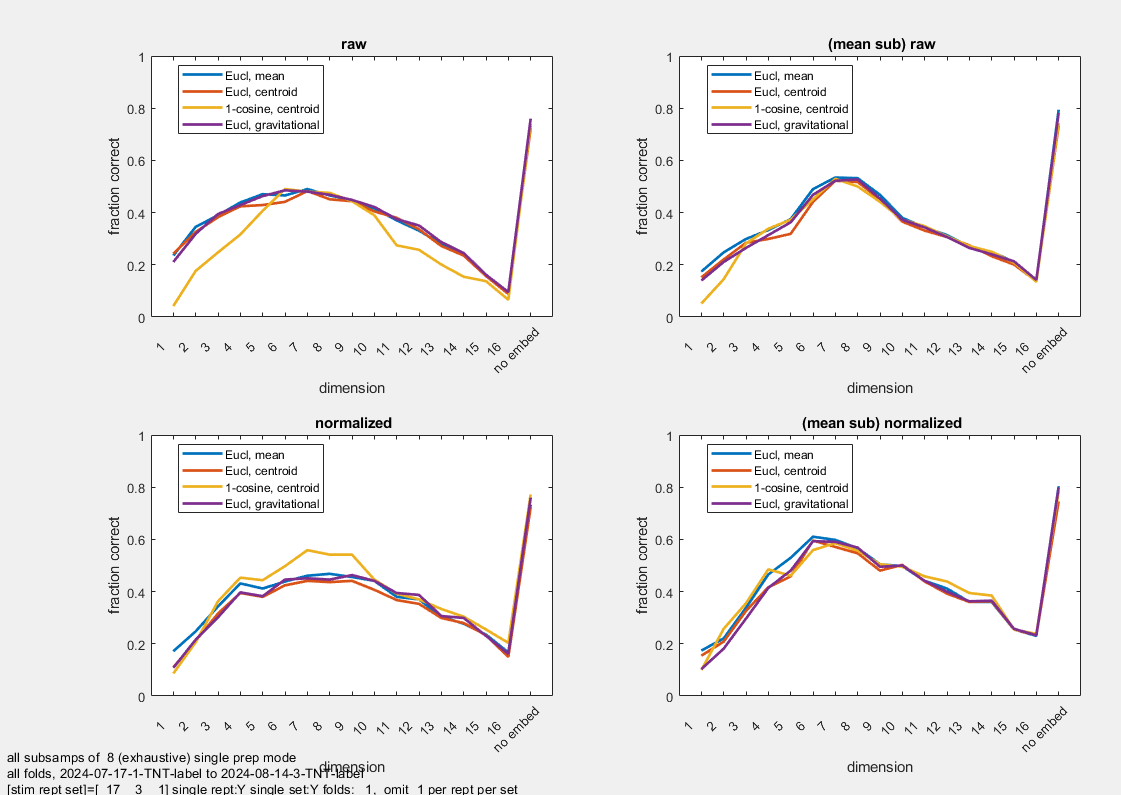 raw
1
0.8
0.6
0.4
0.2
0
fraction correct
Eucl, mean
Eucl, centroid
1-cosine, centroid
Eucl, gravitational
1 2 3 4 5 6 7 8 9 10 11 12 13 14 15 16 no embed
dimension
(mean sub) raw
1
0.8
0.6
0.4
0.2
0
fraction correct
Eucl, mean
Eucl, centroid
1-cosine, centroid
Eucl, gravitational
1 2 3 4 5 6 7 8 9 10 11 12 13 14 15 16 no embed
dimension
normalized
1
0.8
0.6
0.4
0.2
0
fraction correct
Eucl, mean
Eucl, centroid
1-cosine, centroid
Eucl, gravitational
1 2 3 4 5 6 7 8 9 10 11 12 13 14 15 16 no embed
dimension
(mean sub) normalized
1
0.8
0.6
0.4
0.2
0
fraction correct
Eucl, mean
Eucl, centroid
1-cosine, centroid
Eucl, gravitational
1 2 3 4 5 6 7 8 9 10 11 12 13 14 15 16 no embed
dimension
all subsamps of 8 (exhaustive) single prep mode
all folds, 2024-07-17-1-TNT-label to 2024-08-14-3-TNT-label
[stim rept set]=[ 17 3 1] single rept:Y single set:Y folds: 1, omit 1 per rept per set